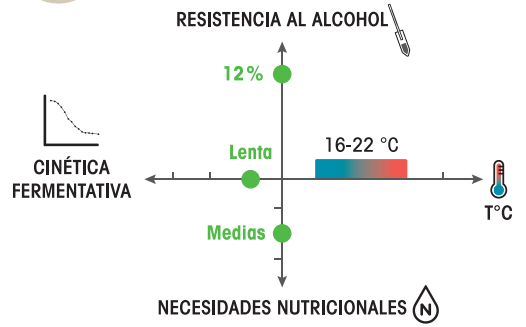 RESISTENCIA AL ALCOHOL
12%
Lenta
16-22 °C
CINÉTICA
FERMENTATIVA
T°C
Medias
NECESIDADES NUTRICIONALES
N